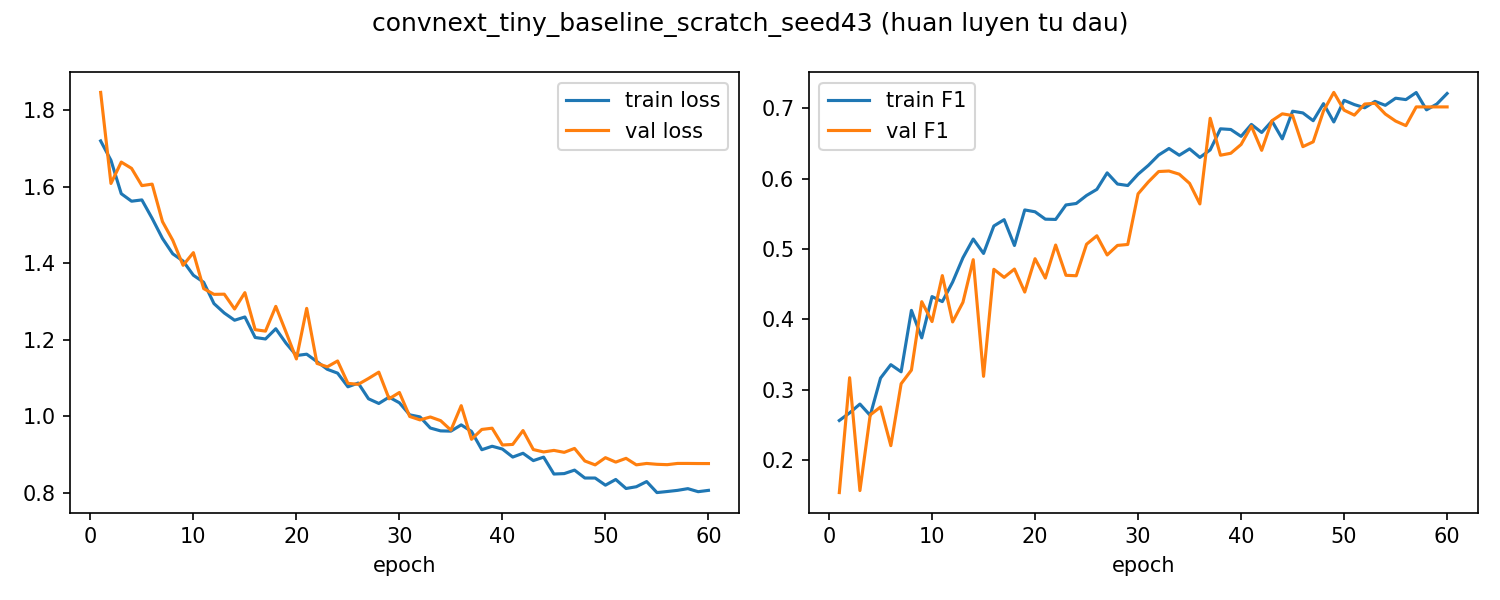 convnext_tiny_baseline_scratch_seed43 (huan luyen tu dau)
train loss
val loss
1.8
1.6
1.4
1.2
1.0
0.8
0 10 20 30 40 50 60
epoch
train F1
val F1
0.7
0.6
0.5
0.4
0.3
0.2
0 10 20 30 40 50 60
epoch